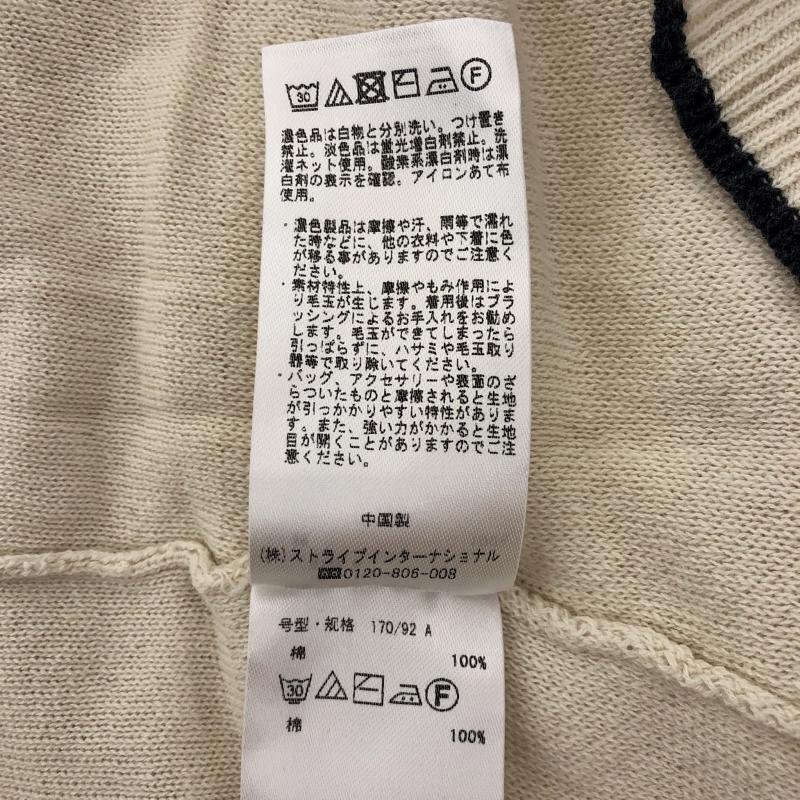 30 F
濃色品は白物と分別洗い。つけ置き
禁止。淡色品は蛍光増白剤禁止。洗
濯ネット使用。酸素系漂白剤時は漂
白剤の表示を確認。アイロンあて布
使用。
・濃色製品は摩擦や汗、雨等で濡れ
た時などに、他の衣料や下着に色
が移る事がありますのでご注意く
ださい。
・素材特性上、摩擦やもみ作用によ
り毛玉が生じます。着用後はブラ
ッシングによるお手入れをお勧め
します。毛玉ができてしまったら
引っぱらずに、ハサミや毛玉取り
器等で取り除いてください。
・バッグ、アクセサリーや表面のざ
らついたものと摩擦されると生地
が引っかかりやすい特性がありま
す。また、強い力がかかると生地
目が開くことがありますのでご注
意ください。
中国製
(株)ストライプインターナショナル
0120-806-008
号型・规格 170/92 A
棉 100%
30 F
棉 100%